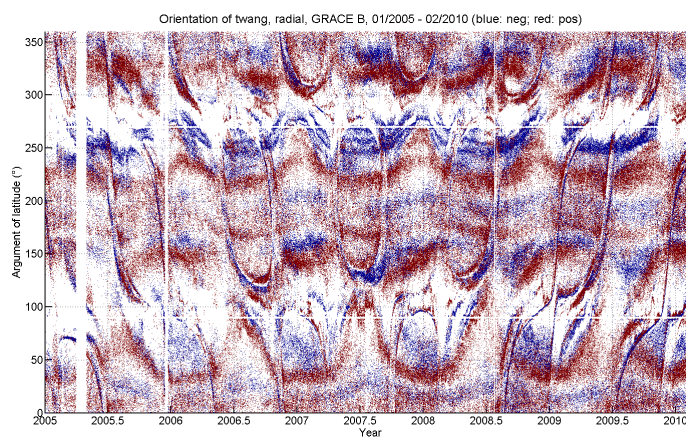 Orientation of twang, radial, GRACE B, 01/2005 - 02/2010 (blue: neg; red: pos)
350
300
250
200
150
100
50
0
Argument of latitude (°)
2005 2005.5 2006 2006.5 2007 2007.5 2008 2008.5 2009 2009.5 2010
Year